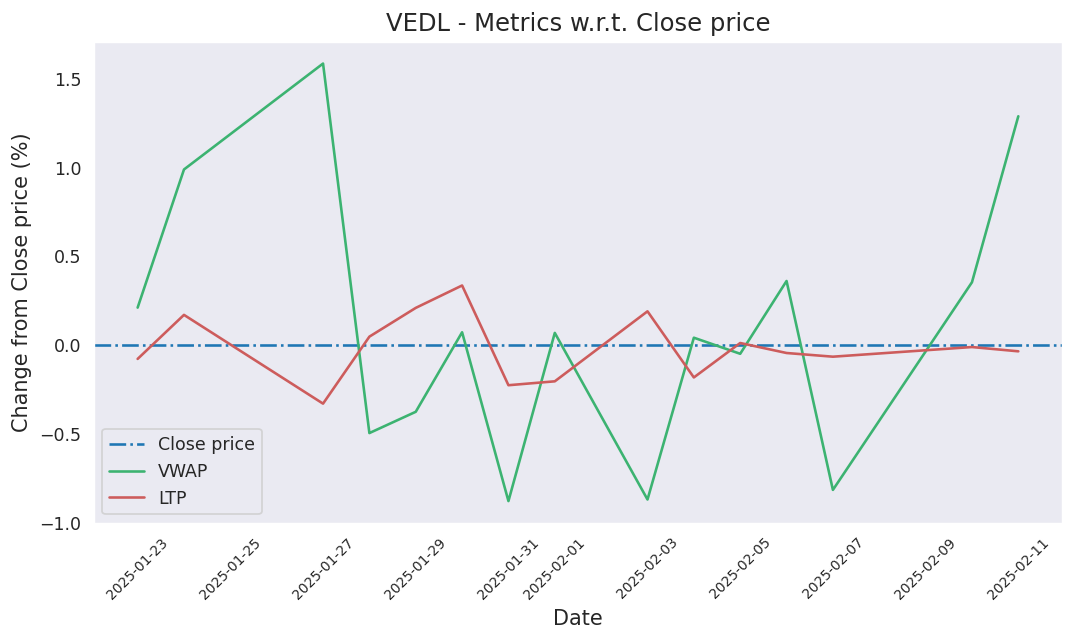 VEDL - Metrics w.r.t. Close price
Change from Close price (%)
1.5
1.0
0.5
0.0
−0.5
−1.0
Close price
VWAP
LTP
2025-01-23
2025-01-25
2025-01-27
2025-01-29
2025-01-31
2025-02-01
2025-02-03
2025-02-05
2025-02-07
2025-02-09
2025-02-11
Date